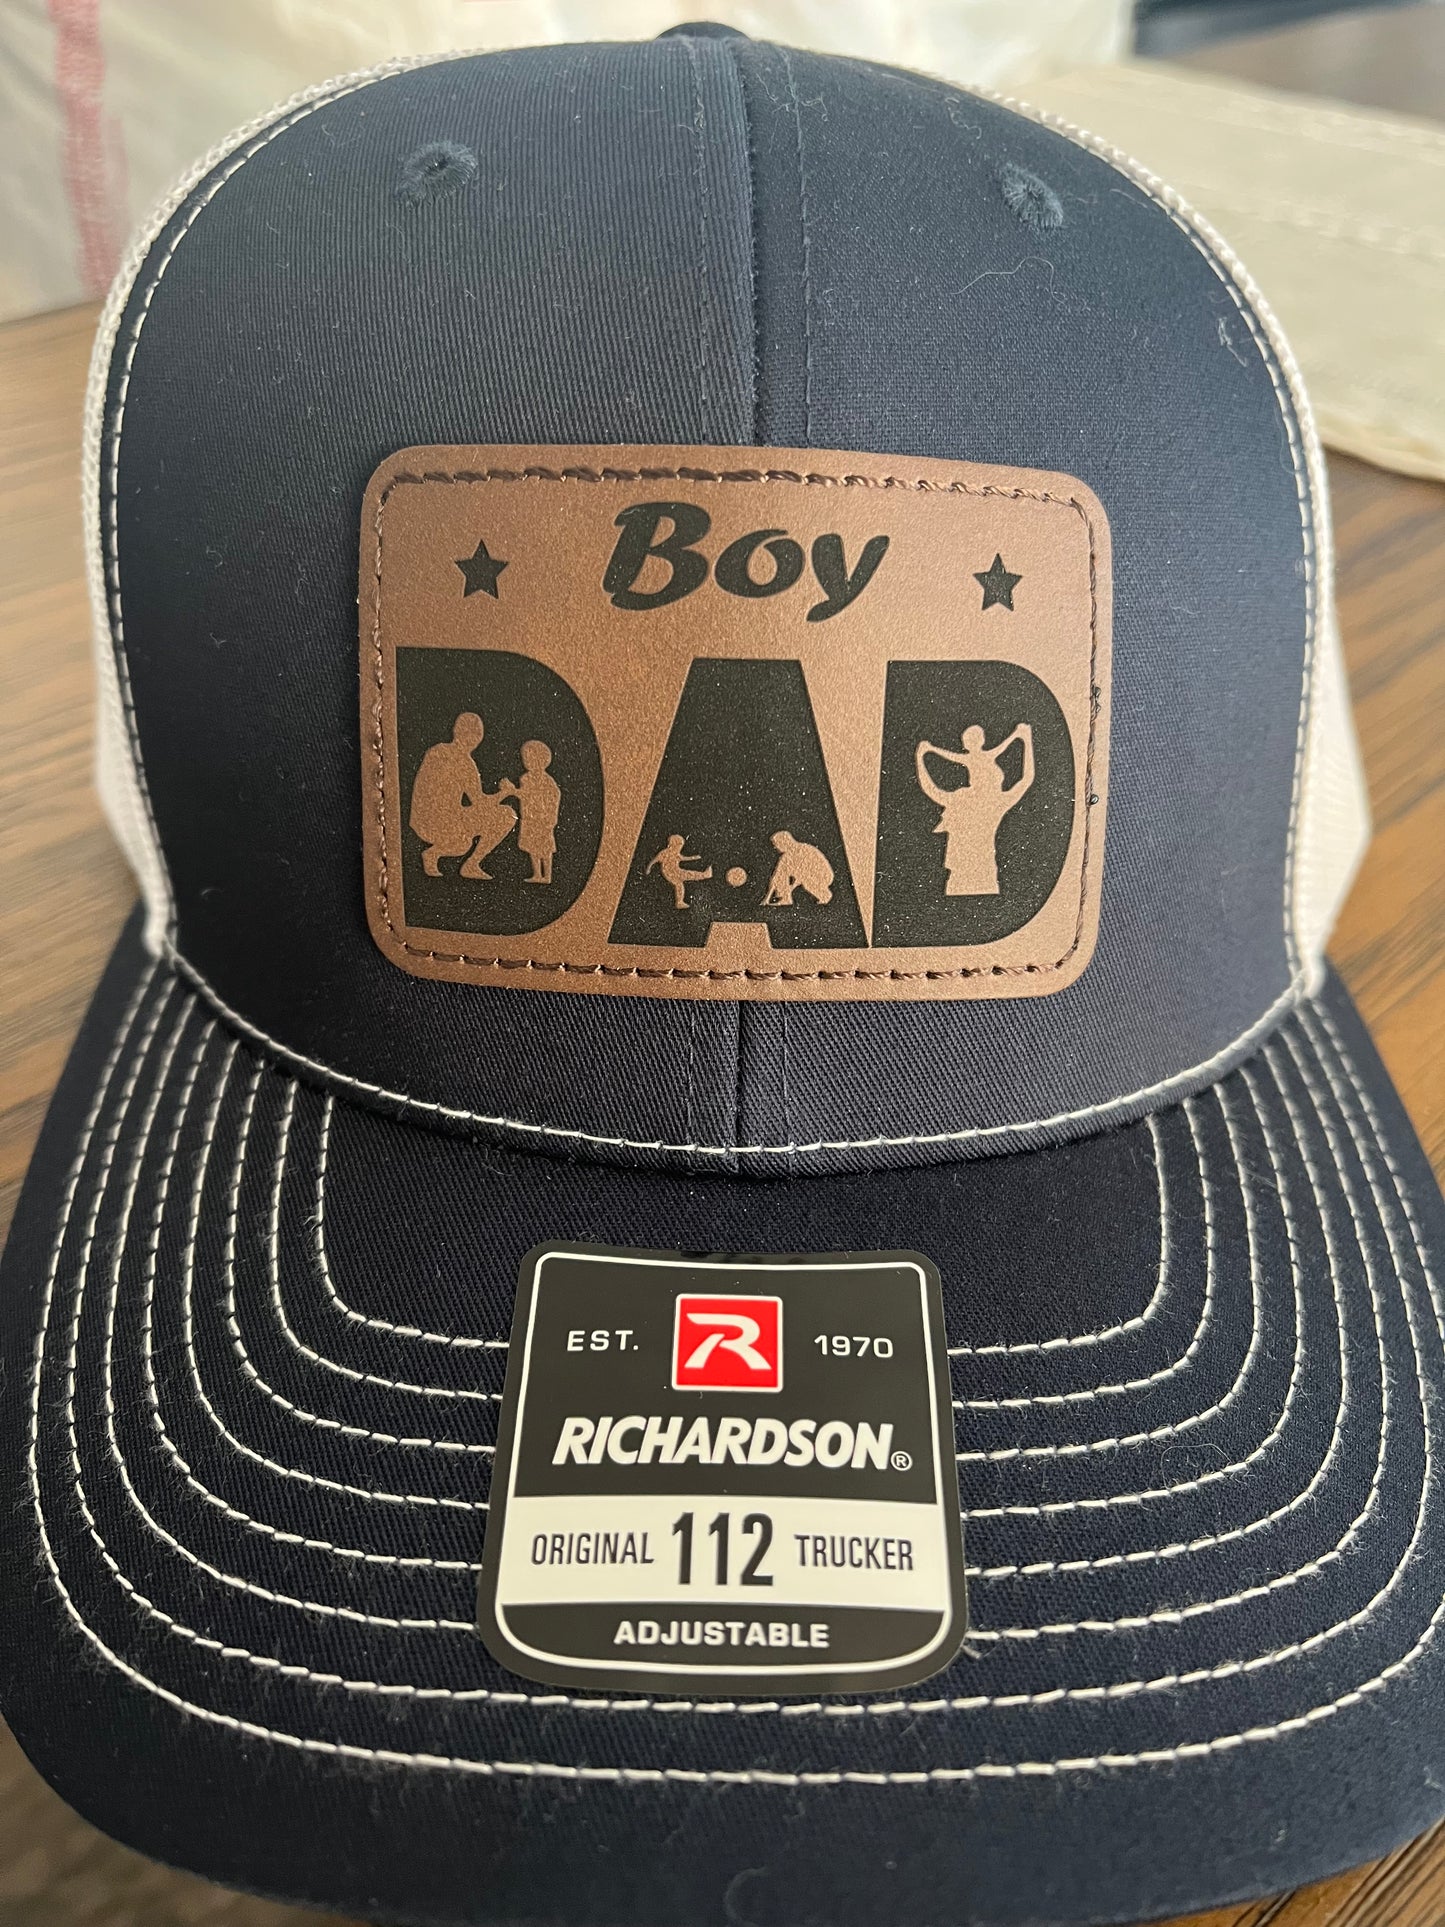 Boy
DAD
EST. R 1970
RICHARDSON®
ORIGINAL 112 TRUCKER
ADJUSTABLE